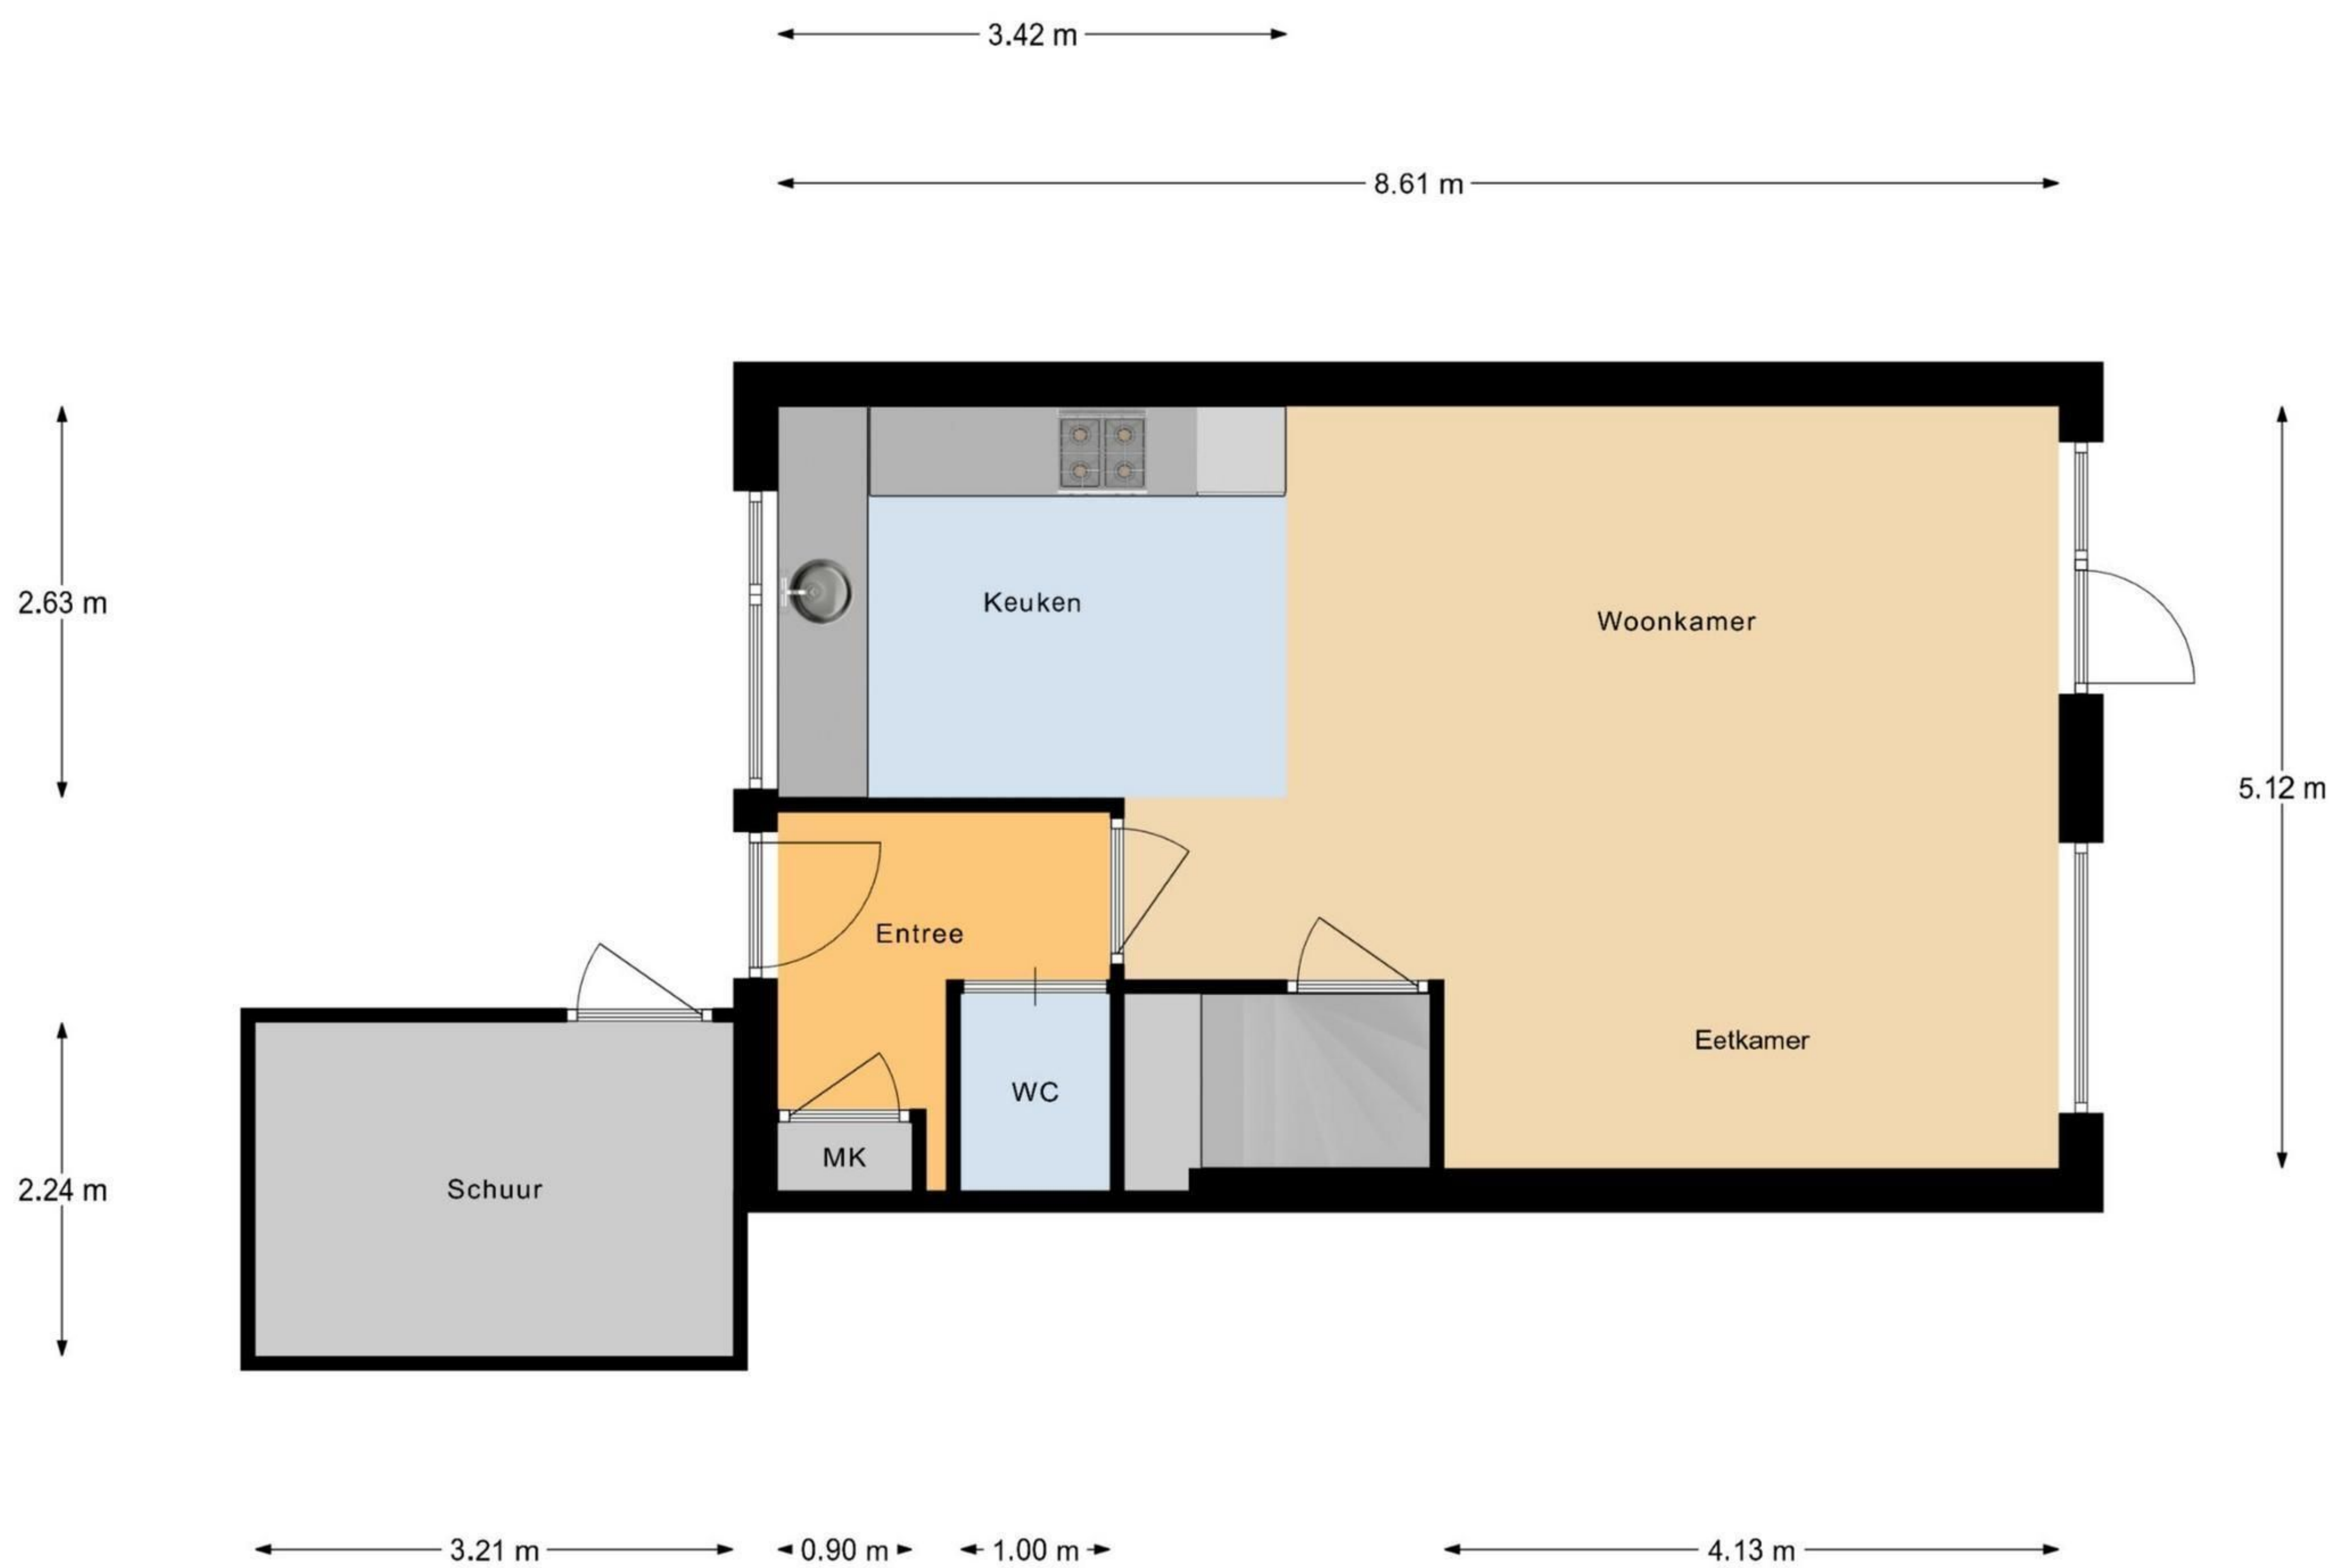 3.42 m
8.61 m
2.63 m
Keuken
Woonkamer
5.12 m
Entree
Eetkamer
WC
MK
Schuur
2.24 m
3.21 m
0.90 m
1.00 m
4.13 m